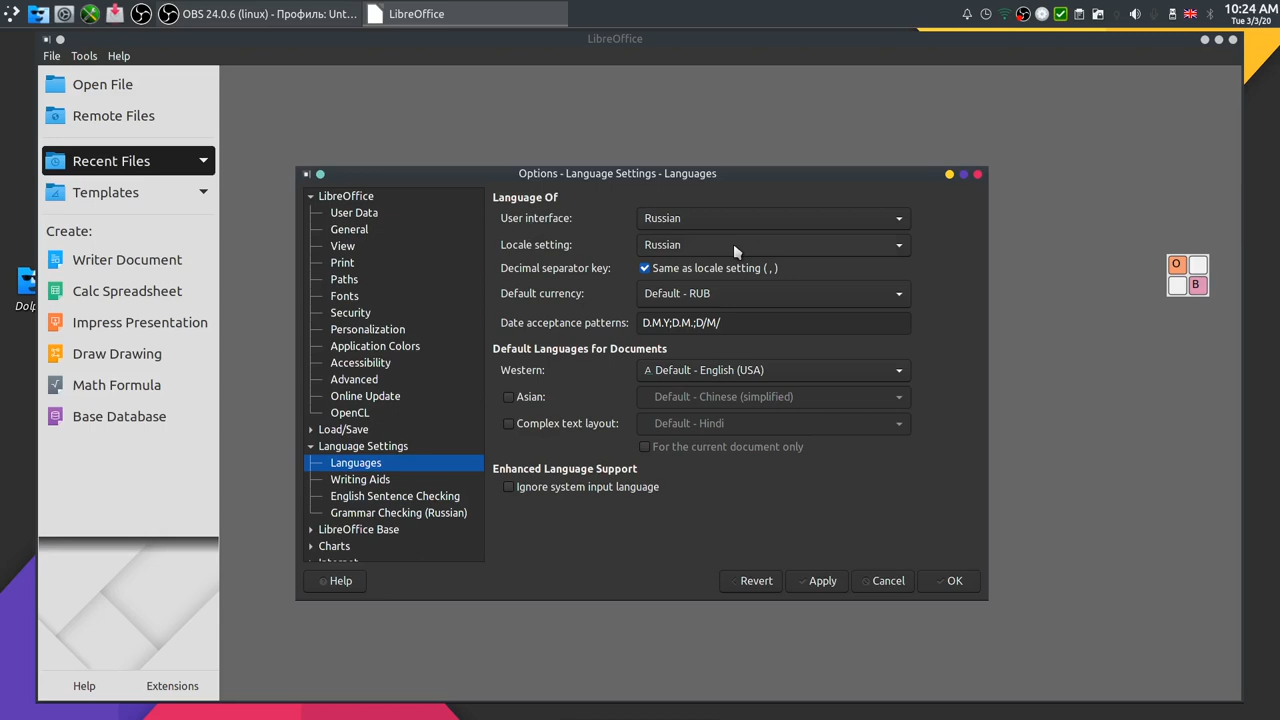 OBS 24.0.6 (linux) - Профиль: Unt...
LibreOffice
10:24 AM
Tue 3/3/20
LibreOffice
File Tools Help
Open File
Remote Files
Recent Files
Templates
Create:
Writer Document
Calc Spreadsheet
Impress Presentation
Draw Drawing
Math Formula
Base Database
Help Extensions
Options - Language Settings - Languages
LibreOffice
User Data
General
View
Print
Paths
Fonts
Security
Personalization
Application Colors
Accessibility
Advanced
Online Update
OpenCL
Load/Save
Language Settings
Languages
Writing Aids
English Sentence Checking
Grammar Checking (Russian)
LibreOffice Base
Charts
Internet
Language Of
User interface: Russian
Locale setting: Russian
Decimal separator key: Same as locale setting ( , )
Default currency: Default - RUB
Date acceptance patterns: D.M.Y;D.M.;D/M/
Default Languages for Documents
Western: A Default - English (USA)
Asian: Default - Chinese (simplified)
Complex text layout: Default - Hindi
For the current document only
Enhanced Language Support
Ignore system input language
Help Revert Apply Cancel OK
O
B